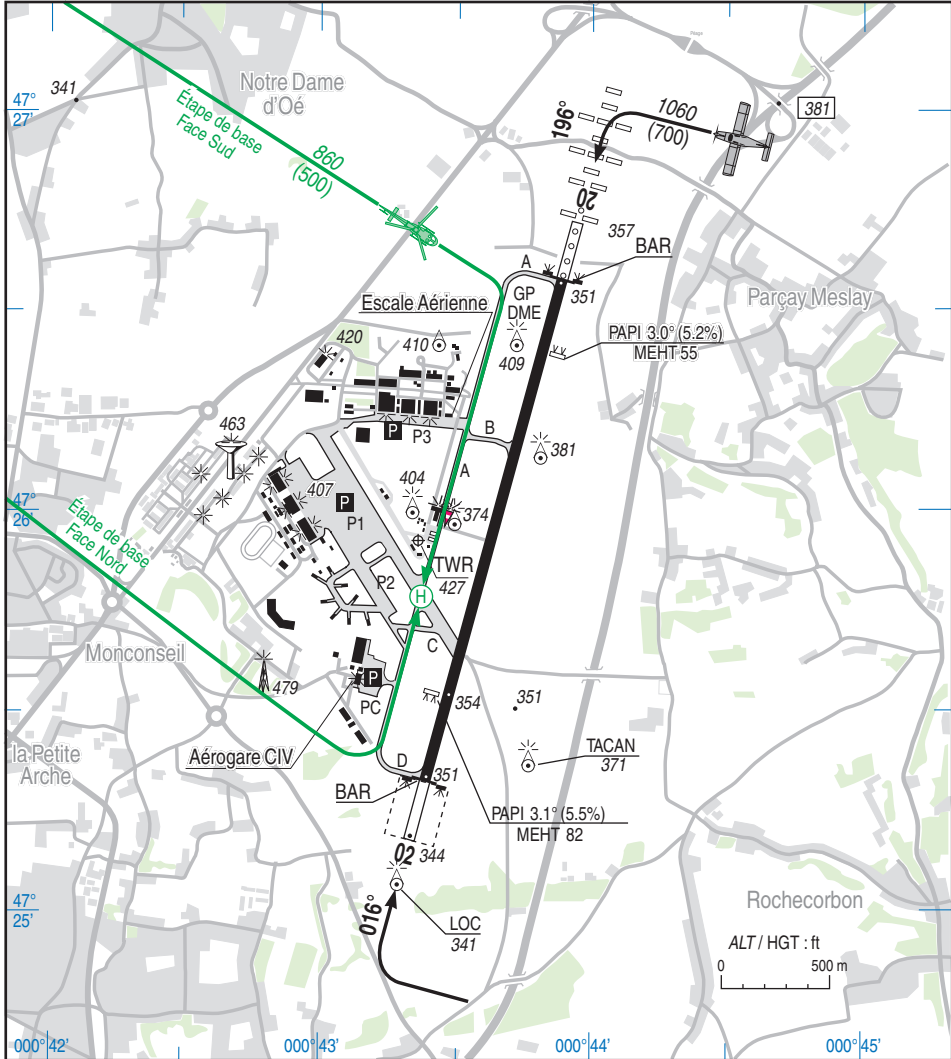 Notre Dame
d'Oé
341
47°
27'
Étape de base
Face Sud
860
(500)
196°
1060
(700)
381
20
357
BAR
A
351
GP
DME
Escale Aérienne
Parçay Meslay
420
410
409
PAPI 3.0° (5.2%)
MEHT 55
463
P
P3
B
381
A
407
404
P
P1
374
47°
26'
Étape de base
Face Nord
TWR
427
P2
H
C
Monconseil
479
P
PC
354
351
la Petite
Arche
Aérogare CIV
D
351
TACAN
371
BAR
PAPI 3.1° (5.5%)
MEHT 82
02
344
47°
25'
016°
LOC
341
Rochecorbon
ALT / HGT : ft
0 500 m
000° 42' 000° 43' 000° 44' 000° 45'